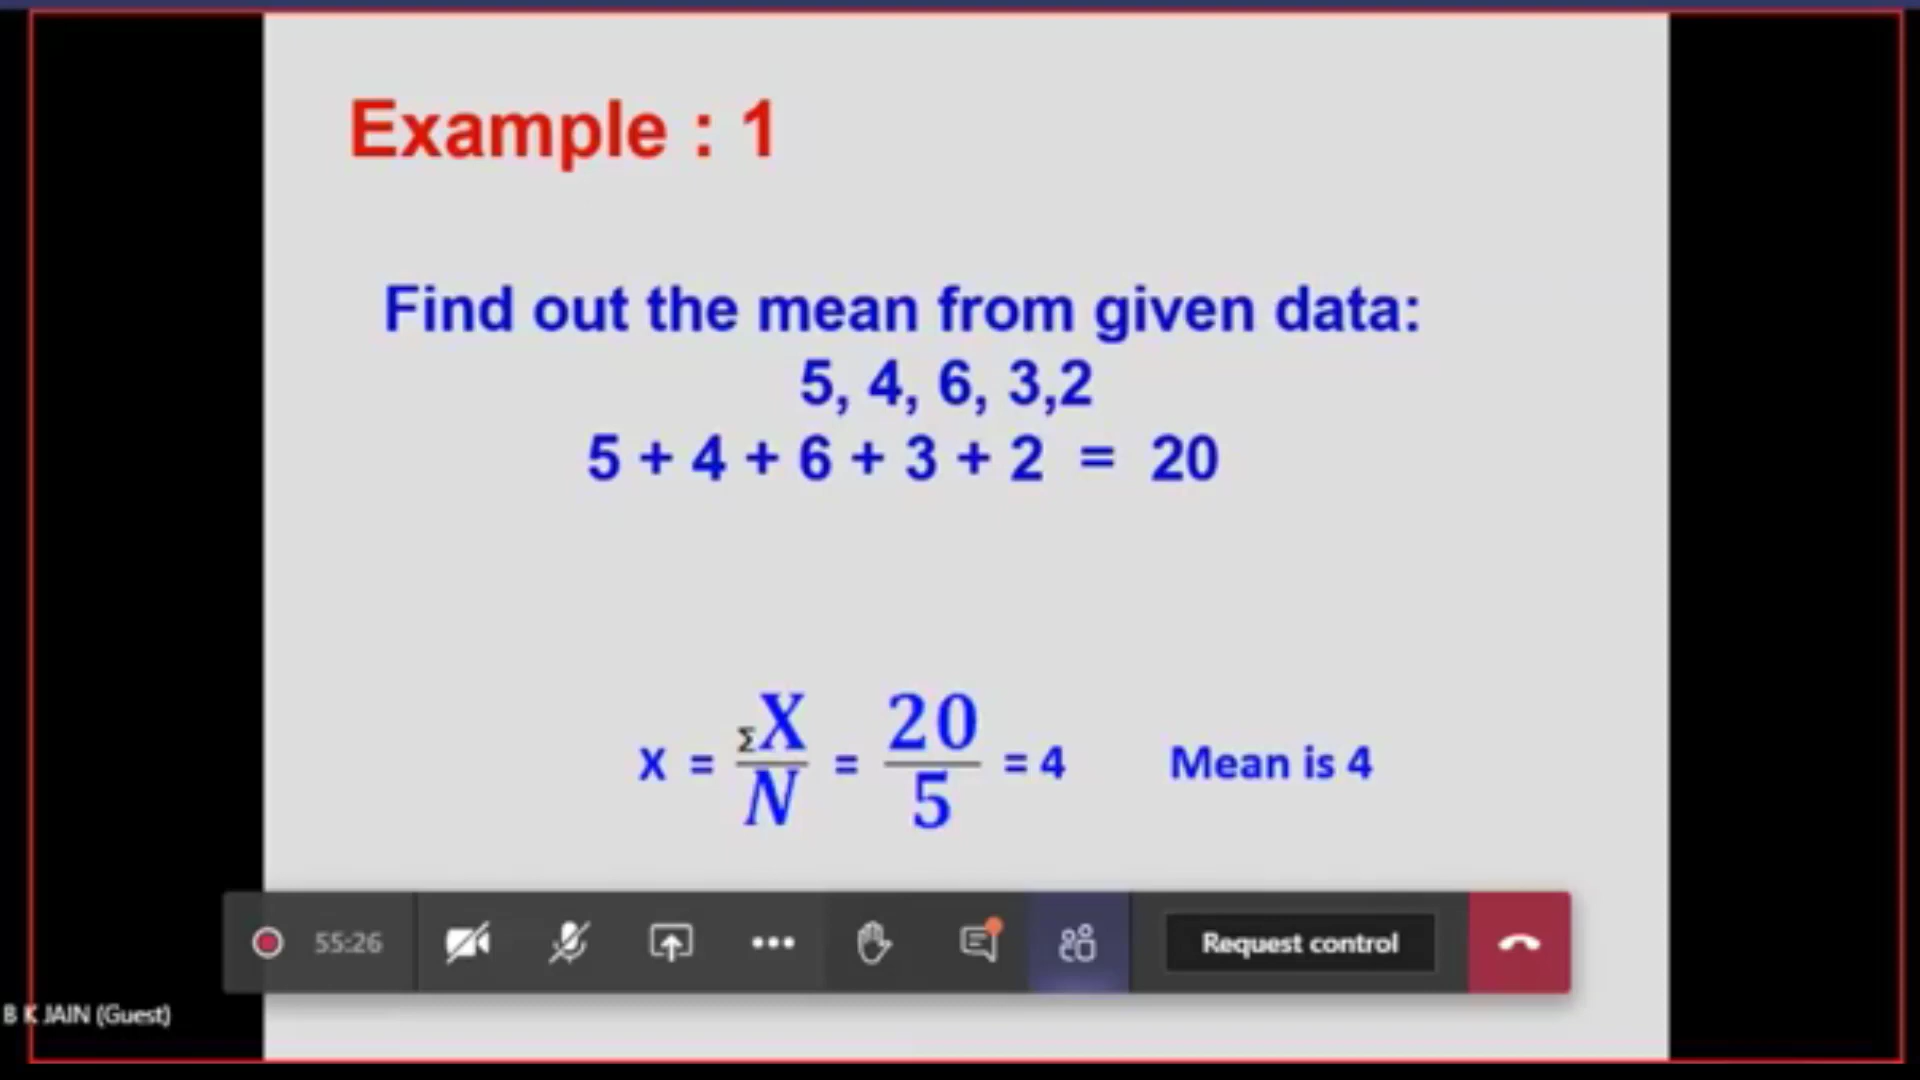 Example : 1
Find out the mean from given data:
5, 4, 6, 3,2
5 + 4 + 6 + 3 + 2 = 20
X = ΣX/N = 20/5 = 4 Mean is 4
55:26 Request control
B K JAIN (Guest)